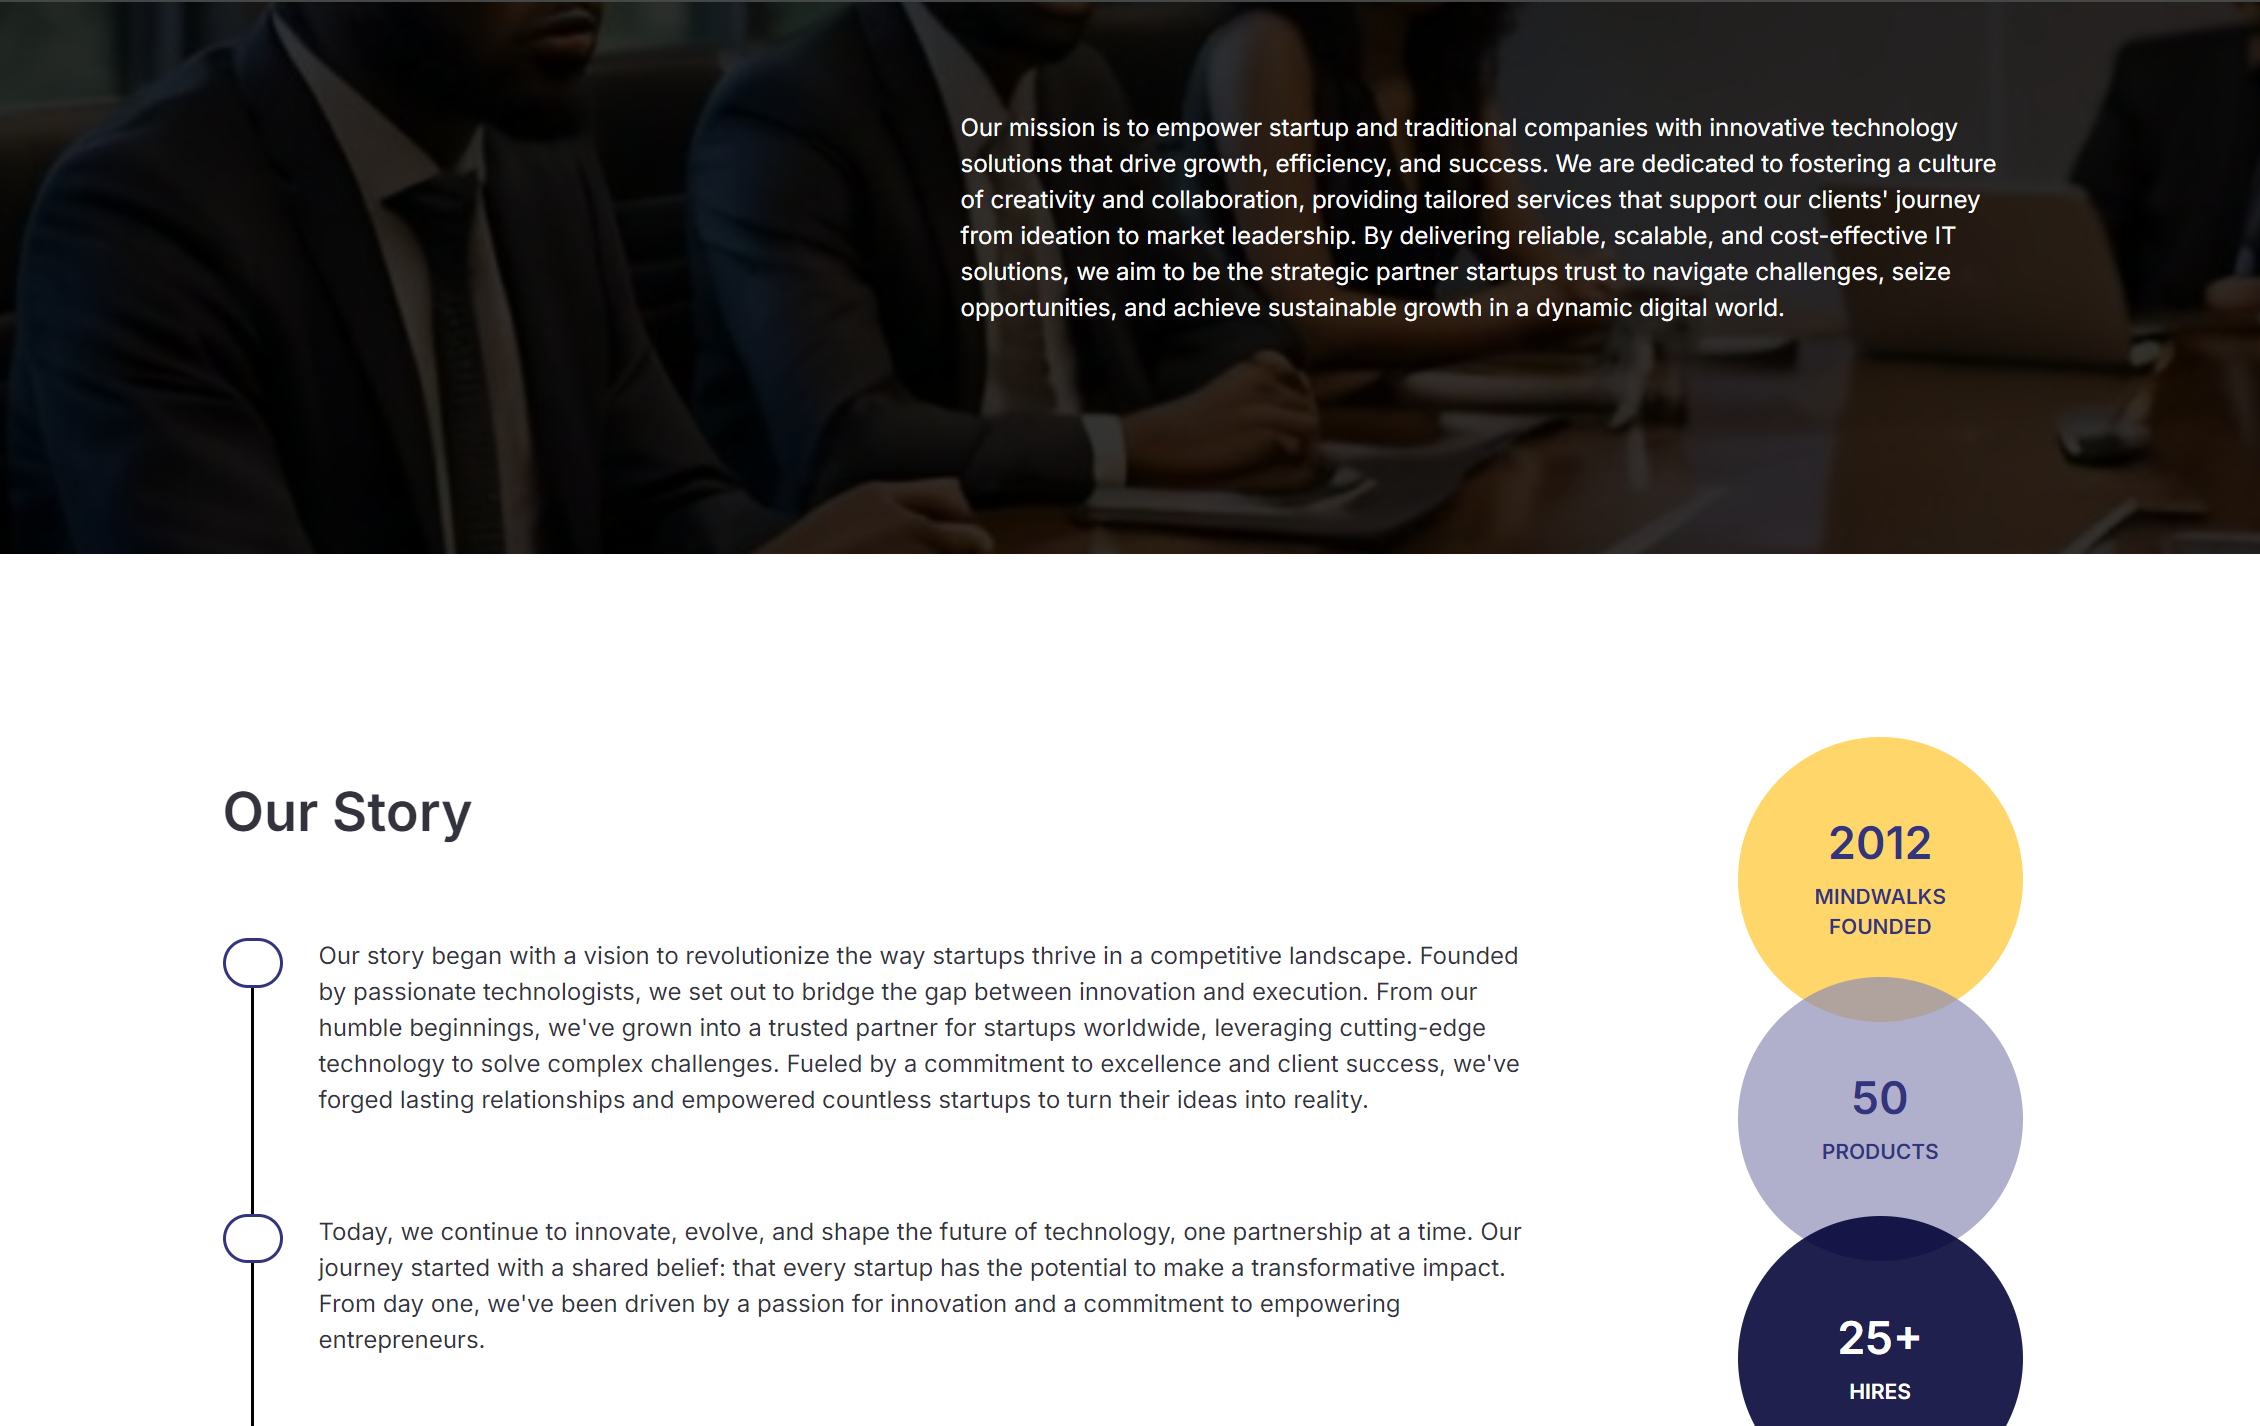 Our mission is to empower startup and traditional companies with innovative technology
solutions that drive growth, efficiency, and success. We are dedicated to fostering a culture
of creativity and collaboration, providing tailored services that support our clients' journey
from ideation to market leadership. By delivering reliable, scalable, and cost-effective IT
solutions, we aim to be the strategic partner startups trust to navigate challenges, seize
opportunities, and achieve sustainable growth in a dynamic digital world.
Our Story
Our story began with a vision to revolutionize the way startups thrive in a competitive landscape. Founded
by passionate technologists, we set out to bridge the gap between innovation and execution. From our
humble beginnings, we've grown into a trusted partner for startups worldwide, leveraging cutting-edge
technology to solve complex challenges. Fueled by a commitment to excellence and client success, we've
forged lasting relationships and empowered countless startups to turn their ideas into reality.
Today, we continue to innovate, evolve, and shape the future of technology, one partnership at a time. Our
journey started with a shared belief: that every startup has the potential to make a transformative impact.
From day one, we've been driven by a passion for innovation and a commitment to empowering
entrepreneurs.
2012
MINDWALKS
FOUNDED
50
PRODUCTS
25+
HIRES